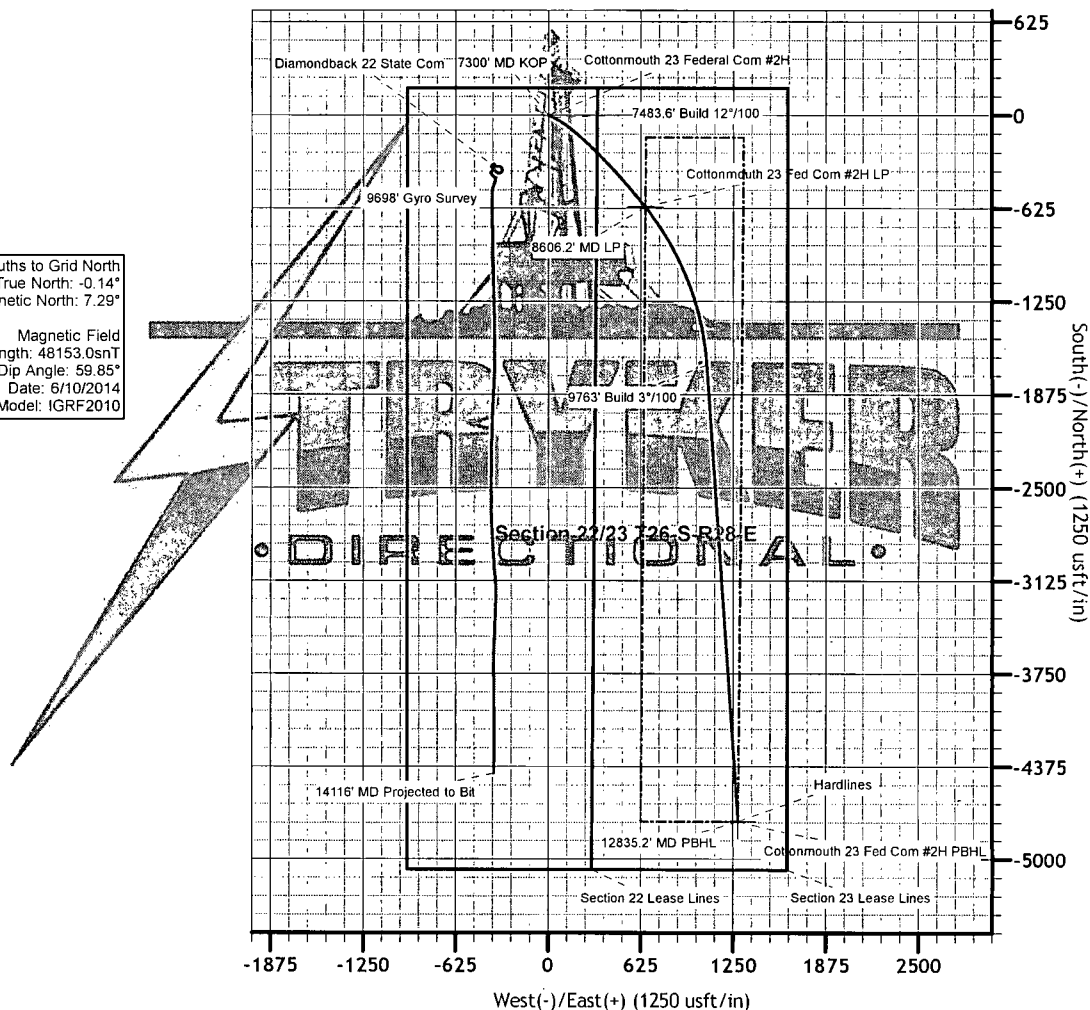 625
Diamondback 22 State Com
7300' MD KOP
Cottonmouth 23 Federal Com #2H
7483.6' Build 12°/100
0
Cottonmouth 23 Fed Com #2H LP
9698' Gyro Survey
-625
8606.2' MD LP
uths to Grid North
True North: -0.14°
netic North: 7.29°
Magnetic Field
ngth: 48153.0snT
Dip Angle: 59.85°
Date: 6/10/2014
Model: IGRF2010
-1250
9763' Build 3°/100
-1875
-2500
Section 22/23 T26-S-R28-E
• DIRECTIONAL •
-3125
-3750
-4375
14116' MD Projected to Bit
Hardlines
12835.2' MD PBHL
Cottonmouth 23 Fed Com #2H PBHL
-5000
Section 22 Lease Lines
Section 23 Lease Lines
South(-)/North(+) (1250 usft/in)
-1875
-1250
-625
0
625
1250
1875
2500
West(-)/East(+) (1250 usft/in)